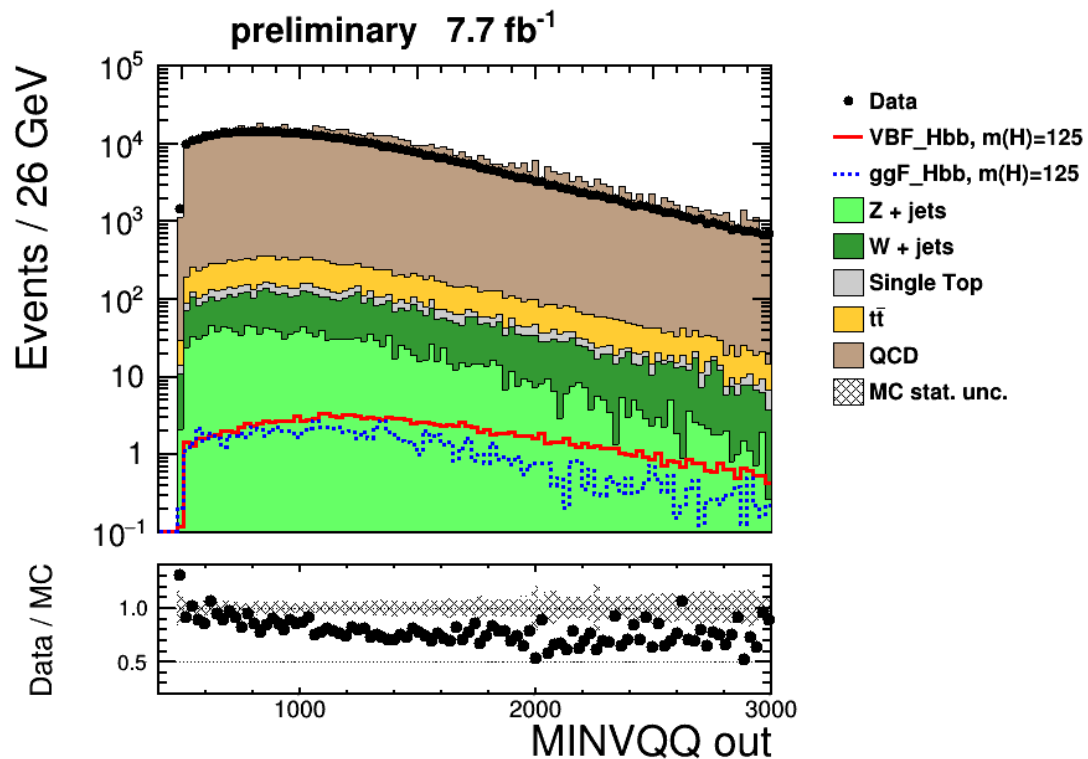 preliminary 7.7 fb⁻¹
Events / 26 GeV
10⁵
10⁴
10³
10²
10
1
10⁻¹
Data
VBF_Hbb, m(H)=125
ggF_Hbb, m(H)=125
Z + jets
W + jets
Single Top
tt̄
QCD
MC stat. unc.
Data / MC
1.0
0.5
1000 2000 3000
MINVQQ out